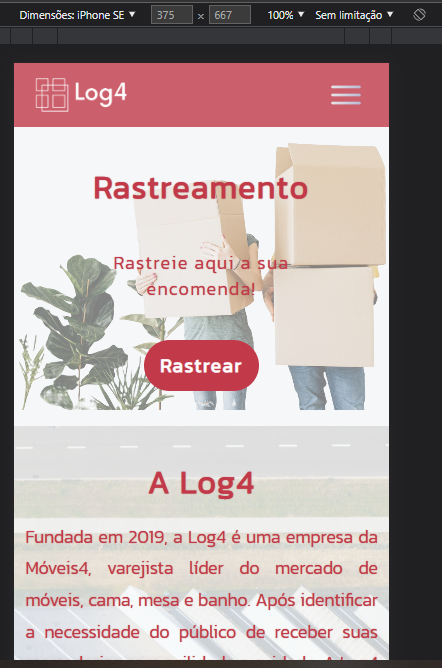 Dimensões: iPhone SE ▼ 375 × 667 100% ▼ Sem limitação ▼
Log4
Rastreamento
Rastreie aqui a sua
encomenda!
Rastrear
A Log4
Fundada em 2019, a Log4 é uma empresa da
Móveis4, varejista líder do mercado de
móveis, cama, mesa e banho. Após identificar
a necessidade do público de receber suas